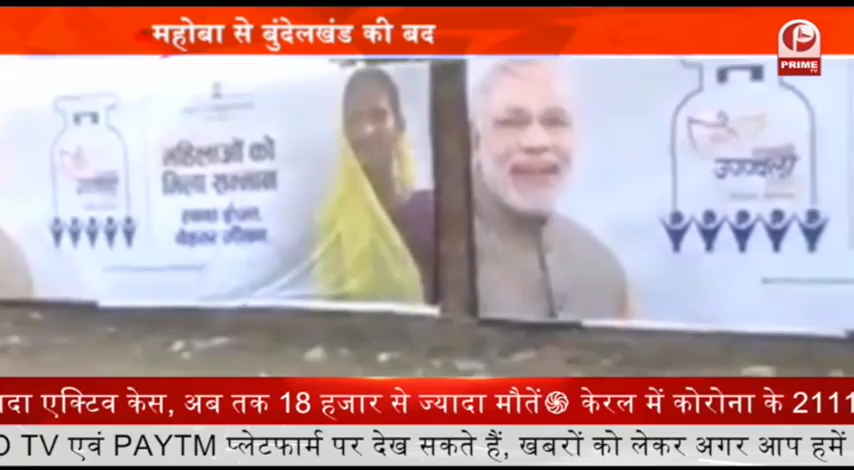 महोबा से बुंदेलखंड की बद
PRIME
TV
महिलाओं को
मिला सम्मान
स्वच्छ ईंधन,
बेहतर जीवन
उज्ज्वला
दा एक्टिव केस, अब तक 18 हजार से ज्यादा मौतें केरल में कोरोना के 2111
O TV एवं PAYTM प्लेटफार्म पर देख सकते हैं, खबरों को लेकर अगर आप हमें